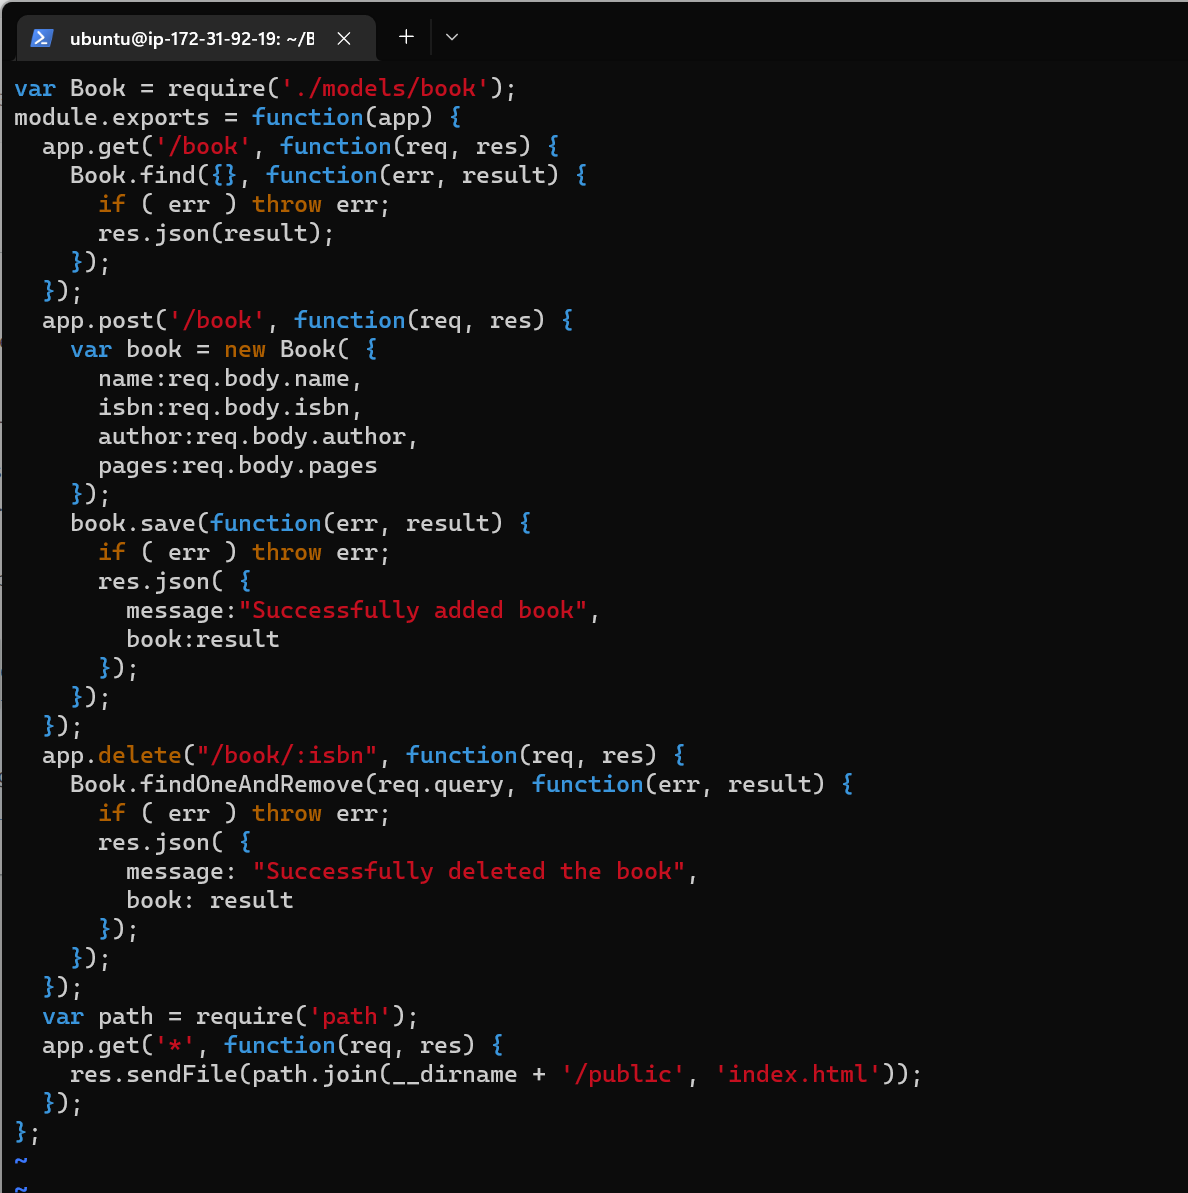 ubuntu@ip-172-31-92-19: ~/B
var Book = require('./models/book');
module.exports = function(app) {
  app.get('/book', function(req, res) {
    Book.find({}, function(err, result) {
      if ( err ) throw err;
      res.json(result);
    });
  });
  app.post('/book', function(req, res) {
    var book = new Book( {
      name:req.body.name,
      isbn:req.body.isbn,
      author:req.body.author,
      pages:req.body.pages
    });
    book.save(function(err, result) {
      if ( err ) throw err;
      res.json( {
        message:"Successfully added book",
        book:result
      });
    });
  });
  app.delete("/book/:isbn", function(req, res) {
    Book.findOneAndRemove(req.query, function(err, result) {
      if ( err ) throw err;
      res.json( {
        message: "Successfully deleted the book",
        book: result
      });
    });
  });
  var path = require('path');
  app.get('*', function(req, res) {
    res.sendFile(path.join(__dirname + '/public', 'index.html'));
  });
};
~
~